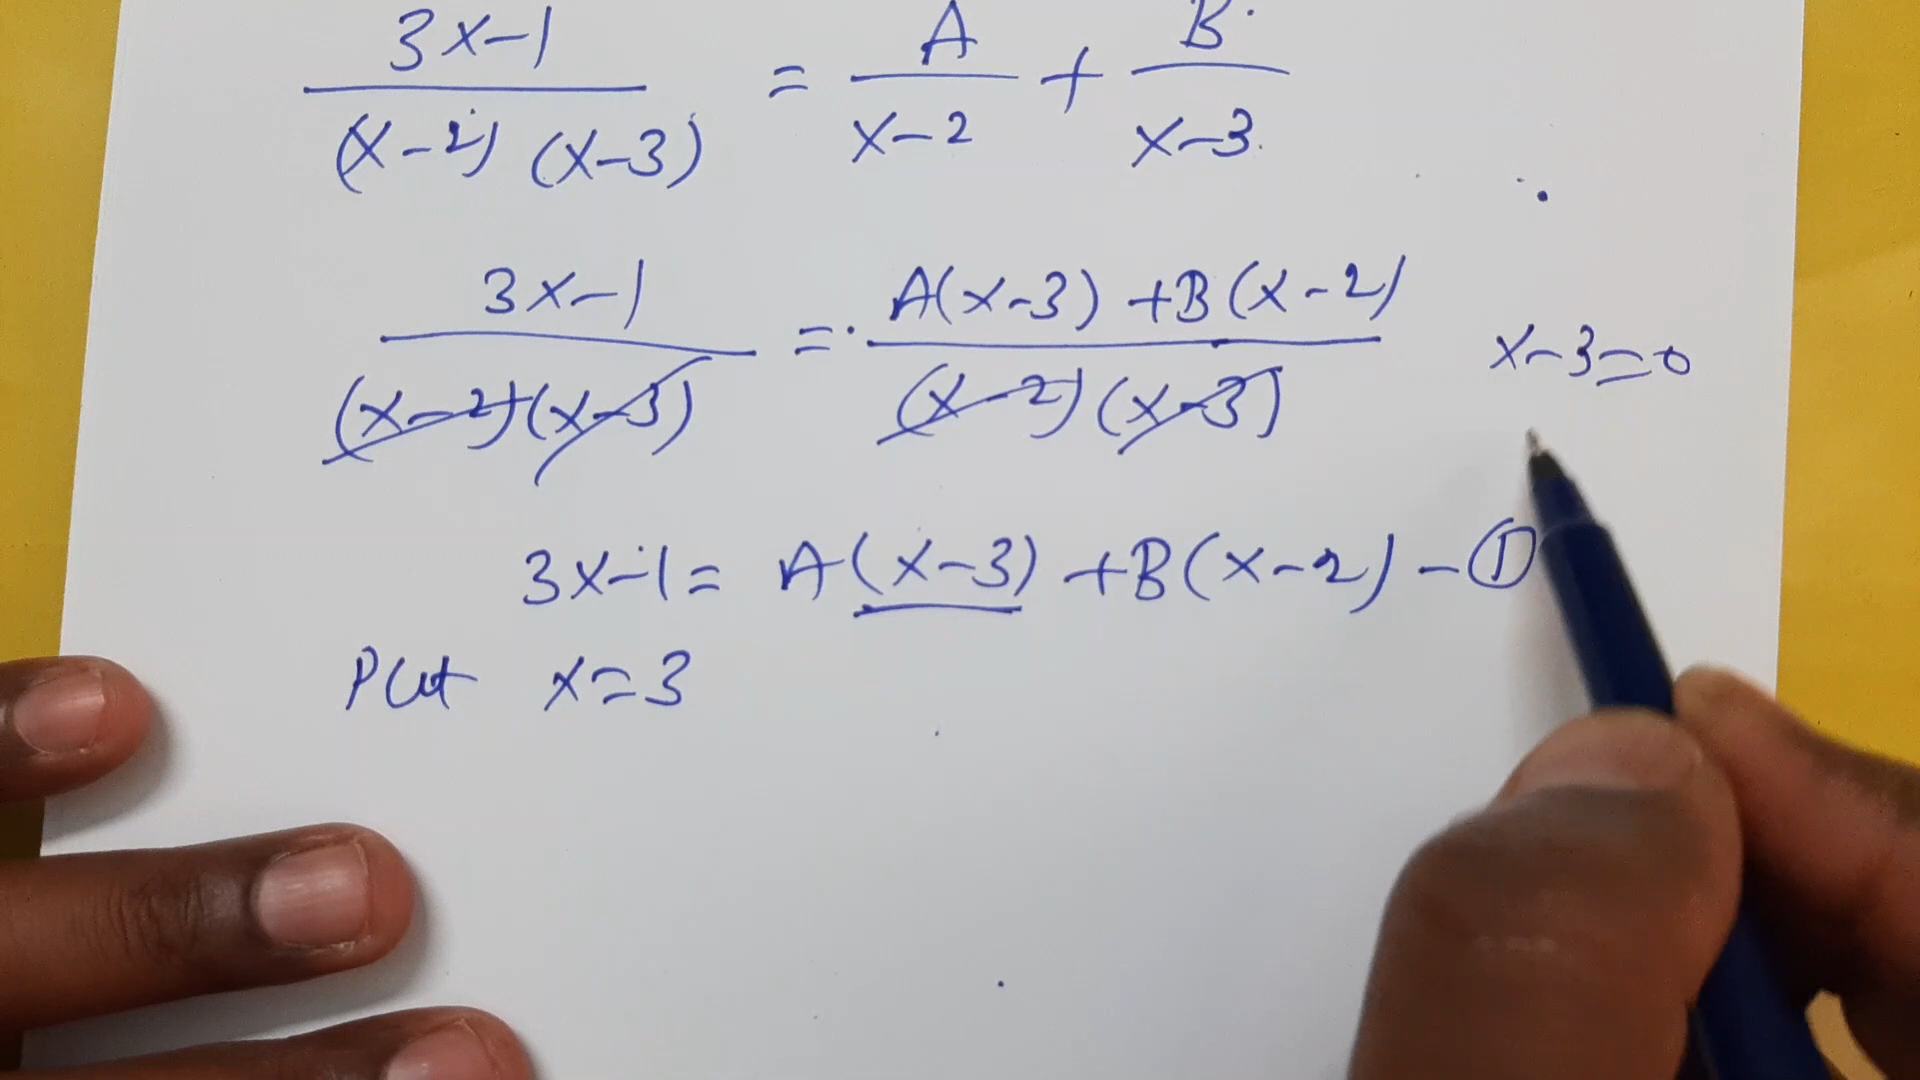 3x-1 / (x-2) (x-3) = A / x-2 + B / x-3
3x-1 / (x-2)(x-3) = A(x-3) +B(x-2) / (x-2)(x-3)
x-3=0
3x-1= A(x-3) +B(x-2) -①
Put x=3